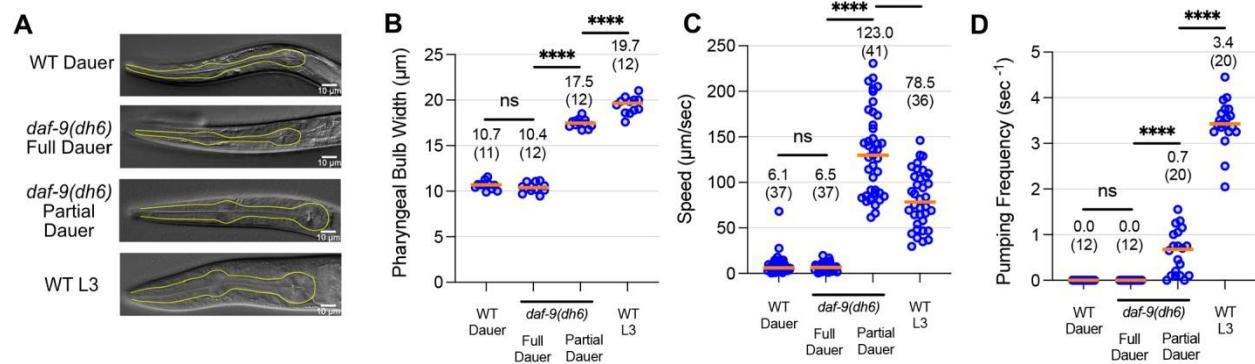 A
WT Dauer
10 µm
daf-9(dh6)
Full Dauer
10 µm
daf-9(dh6)
Partial
Dauer
10 µm
WT L3
10 µm
B
Pharyngeal Bulb Width (µm)
25
20
15
10
5
0
ns
****
****
10.7
(11)
10.4
(12)
17.5
(12)
19.7
(12)
WT
Dauer
daf-9(dh6)
Full
Dauer
Partial
Dauer
WT
L3
C
Speed (µm/sec)
250
200
150
100
50
0
ns
****
6.1
(37)
6.5
(37)
123.0
(41)
78.5
(36)
WT
Dauer
daf-9(dh6)
Full
Dauer
Partial
Dauer
WT
L3
D
Pumping Frequency (sec -1)
5
4
3
2
1
0
ns
****
****
0.0
(12)
0.0
(12)
0.7
(20)
3.4
(20)
WT
Dauer
daf-9(dh6)
Full
Dauer
Partial
Dauer
WT
L3